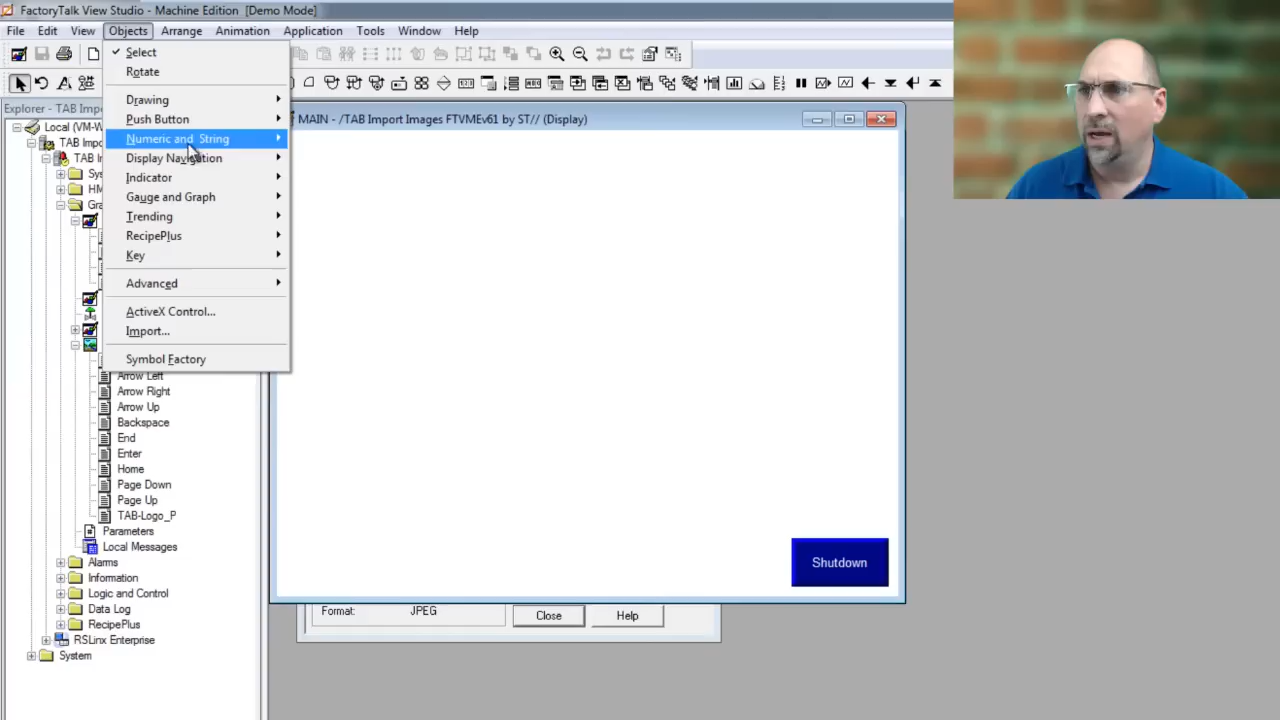 FactoryTalk View Studio - Machine Edition [Demo Mode]
File Edit View Objects Arrange Animation Application Tools Window Help
Select
Rotate
Drawing
Push Button
Numeric and String
Display Navigation
Indicator
Gauge and Graph
Trending
RecipePlus
Key
Advanced
ActiveX Control...
Import...
Symbol Factory
Explorer - TAB Impo
Local (VM-W
TAB Impo
TAB I
Sys
HM
Gra
Arrow Left
Arrow Right
Arrow Up
Backspace
End
Enter
Home
Page Down
Page Up
TAB-Logo_P
Parameters
Local Messages
Alarms
Information
Logic and Control
Data Log
RecipePlus
RSLinx Enterprise
System
MAIN - /TAB Import Images FTVMEv61 by ST// (Display)
Shutdown
Format: JPEG Close Help